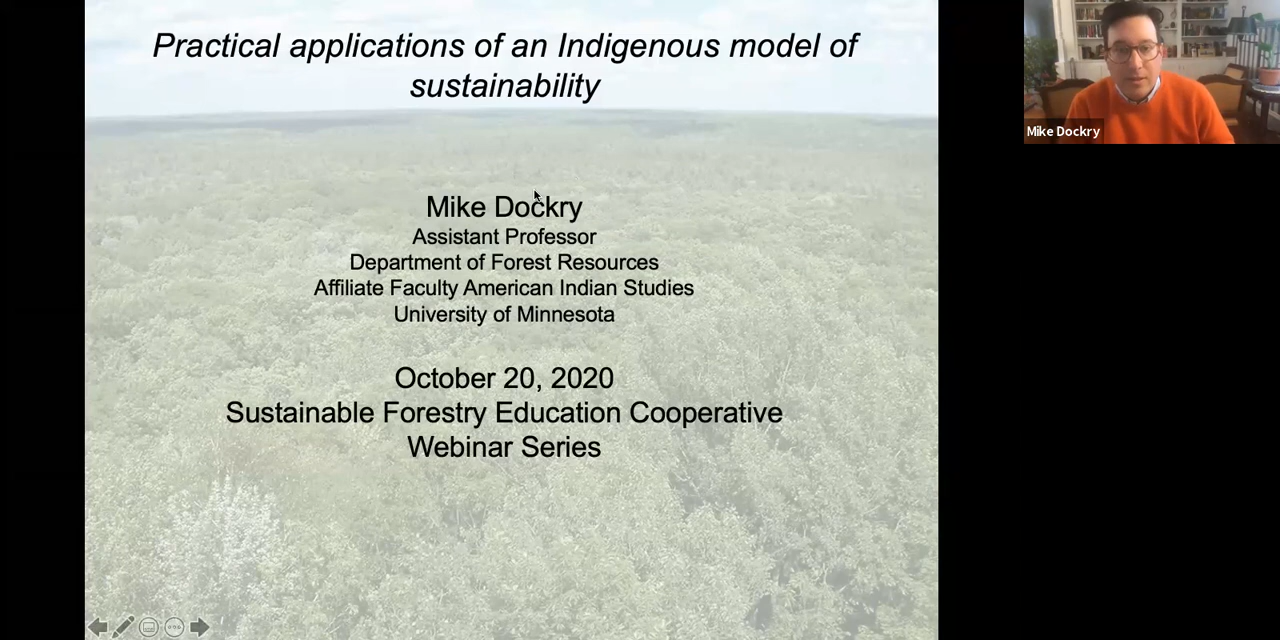 Practical applications of an Indigenous model of
sustainability
Mike Dockry
Assistant Professor
Department of Forest Resources
Affiliate Faculty American Indian Studies
University of Minnesota
October 20, 2020
Sustainable Forestry Education Cooperative
Webinar Series
Mike Dockry